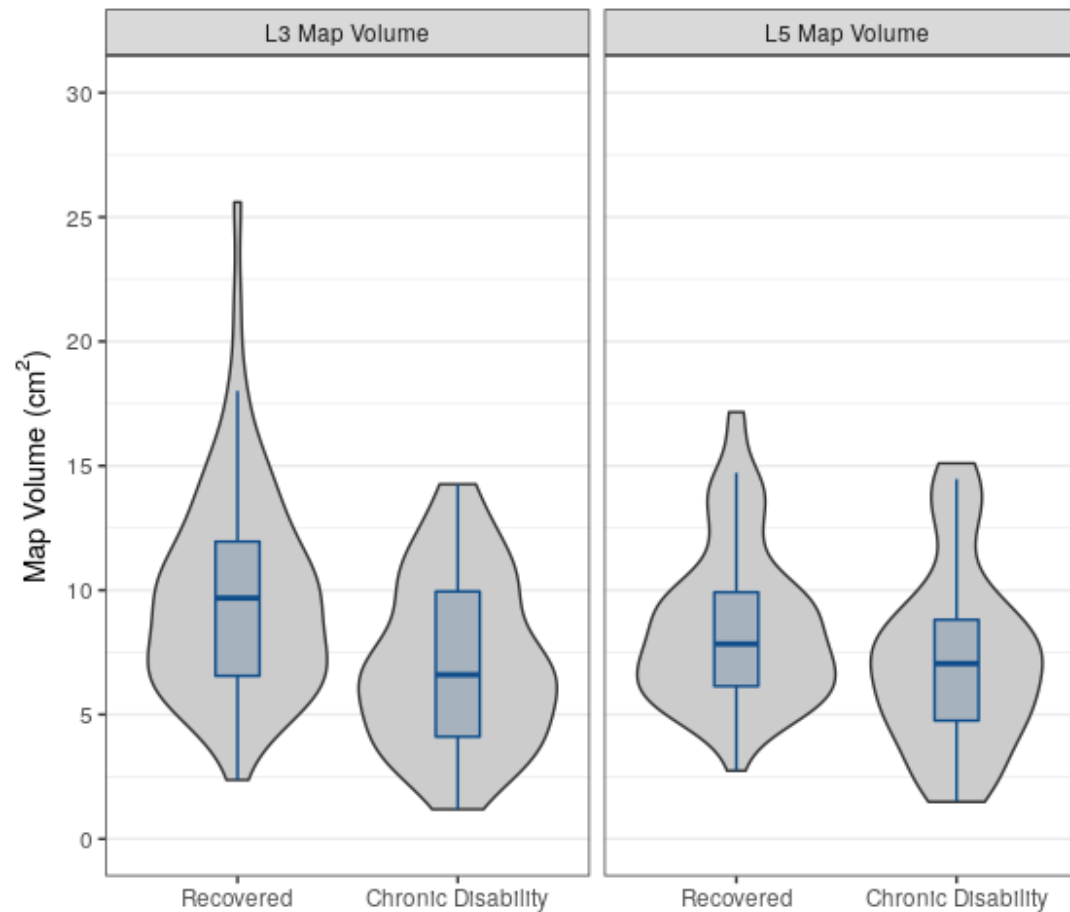 L3 Map Volume
L5 Map Volume
Map Volume (cm²)
30
25
20
15
10
5
0
Recovered
Chronic Disability
Recovered
Chronic Disability